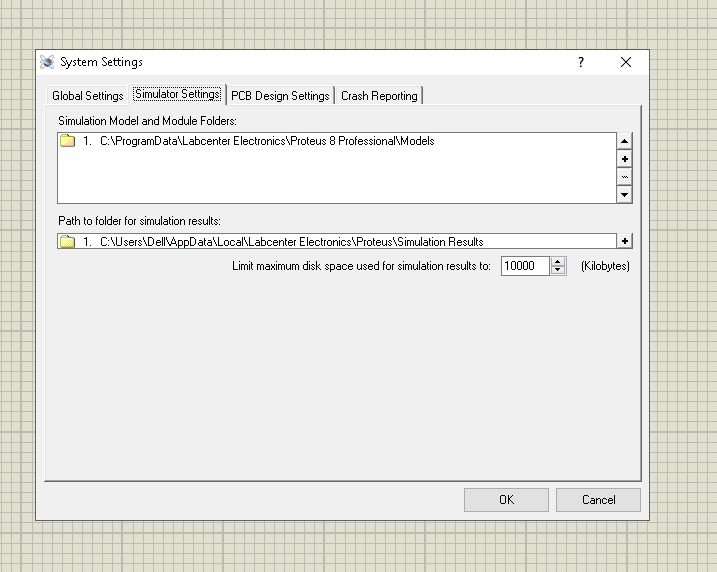 System Settings
?
Global Settings
Simulator Settings
PCB Design Settings
Crash Reporting
Simulation Model and Module Folders:
1. C:\ProgramData\Labcenter Electronics\Proteus 8 Professional\Models
Path to folder for simulation results:
1. C:\Users\Dell\AppData\Local\Labcenter Electronics\Proteus\Simulation Results
Limit maximum disk space used for simulation results to: 10000 (Kilobytes)
OK
Cancel